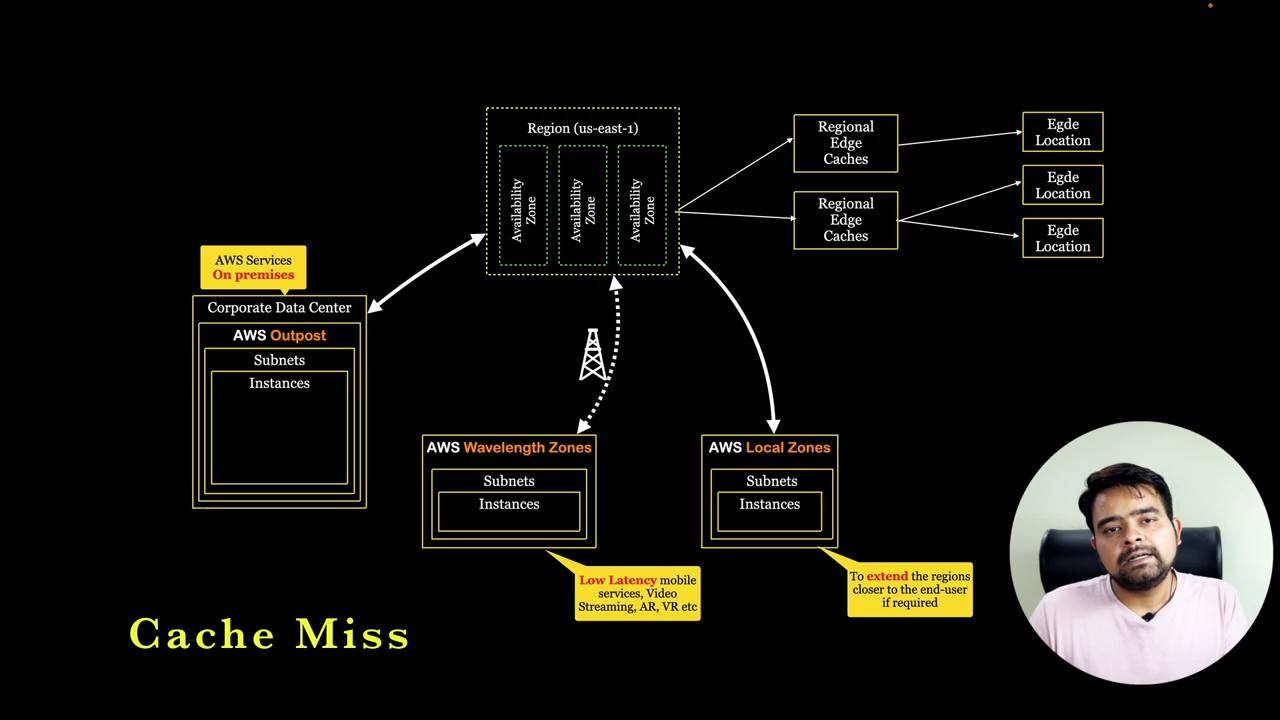 Region (us-east-1)
Availability
Zone
Availability
Zone
Availability
Zone
Regional
Edge
Caches
Regional
Edge
Caches
Egde
Location
Egde
Location
Egde
Location
AWS Services
On premises
Corporate Data Center
AWS Outpost
Subnets
Instances
AWS Wavelength Zones
Subnets
Instances
Low Latency mobile
services, Video
Streaming, AR, VR etc
AWS Local Zones
Subnets
Instances
To extend the regions
closer to the end-user
if required
Cache Miss